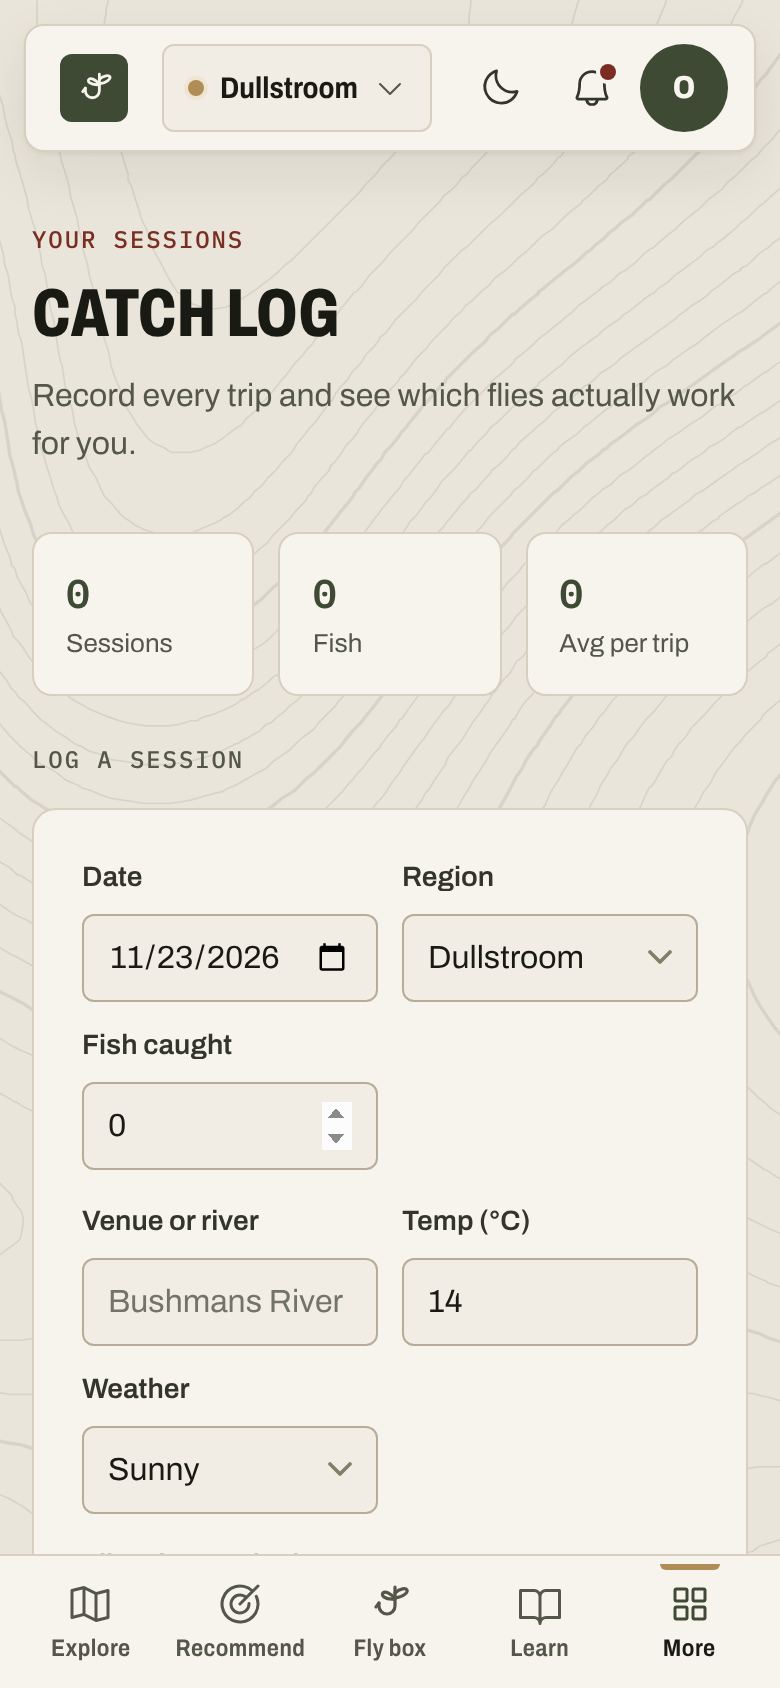 Dullstroom
O
YOUR SESSIONS
CATCH LOG
Record every trip and see which flies actually work
for you.
0
Sessions
0
Fish
0
Avg per trip
LOG A SESSION
Date
Region
11/23/2026
Dullstroom
Fish caught
0
Venue or river
Temp (°C)
Bushmans River
14
Weather
Sunny
Explore
Recommend
Fly box
Learn
More